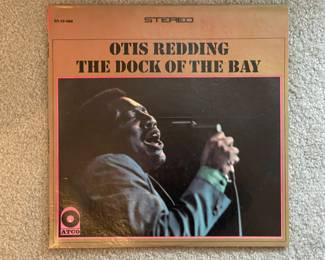 STEREO
OTIS REDDING
THE DOCK OF THE BAY
ATCO